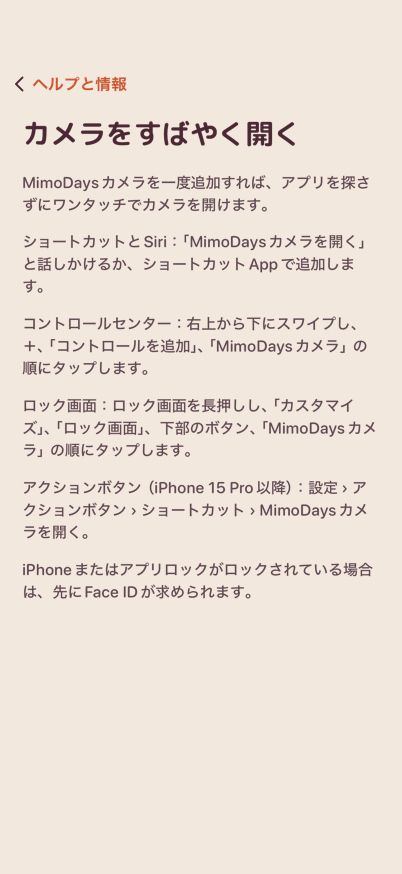 ヘルプと情報
カメラをすばやく開く
MimoDaysカメラを一度追加すれば、アプリを探さ
ずにワンタッチでカメラを開けます。
ショートカットとSiri：「MimoDaysカメラを開く」
と話しかけるか、ショートカットAppで追加しま
す。
コントロールセンター：右上から下にスワイプし、
＋、「コントロールを追加」、「MimoDaysカメラ」の
順にタップします。
ロック画面：ロック画面を長押しし、「カスタマイ
ズ」、「ロック画面」、下部のボタン、「MimoDaysカメ
ラ」の順にタップします。
アクションボタン（iPhone 15 Pro以降）：設定 › ア
クションボタン › ショートカット › MimoDaysカメ
ラを開く。
iPhoneまたはアプリロックがロックされている場合
は、先にFace IDが求められます。